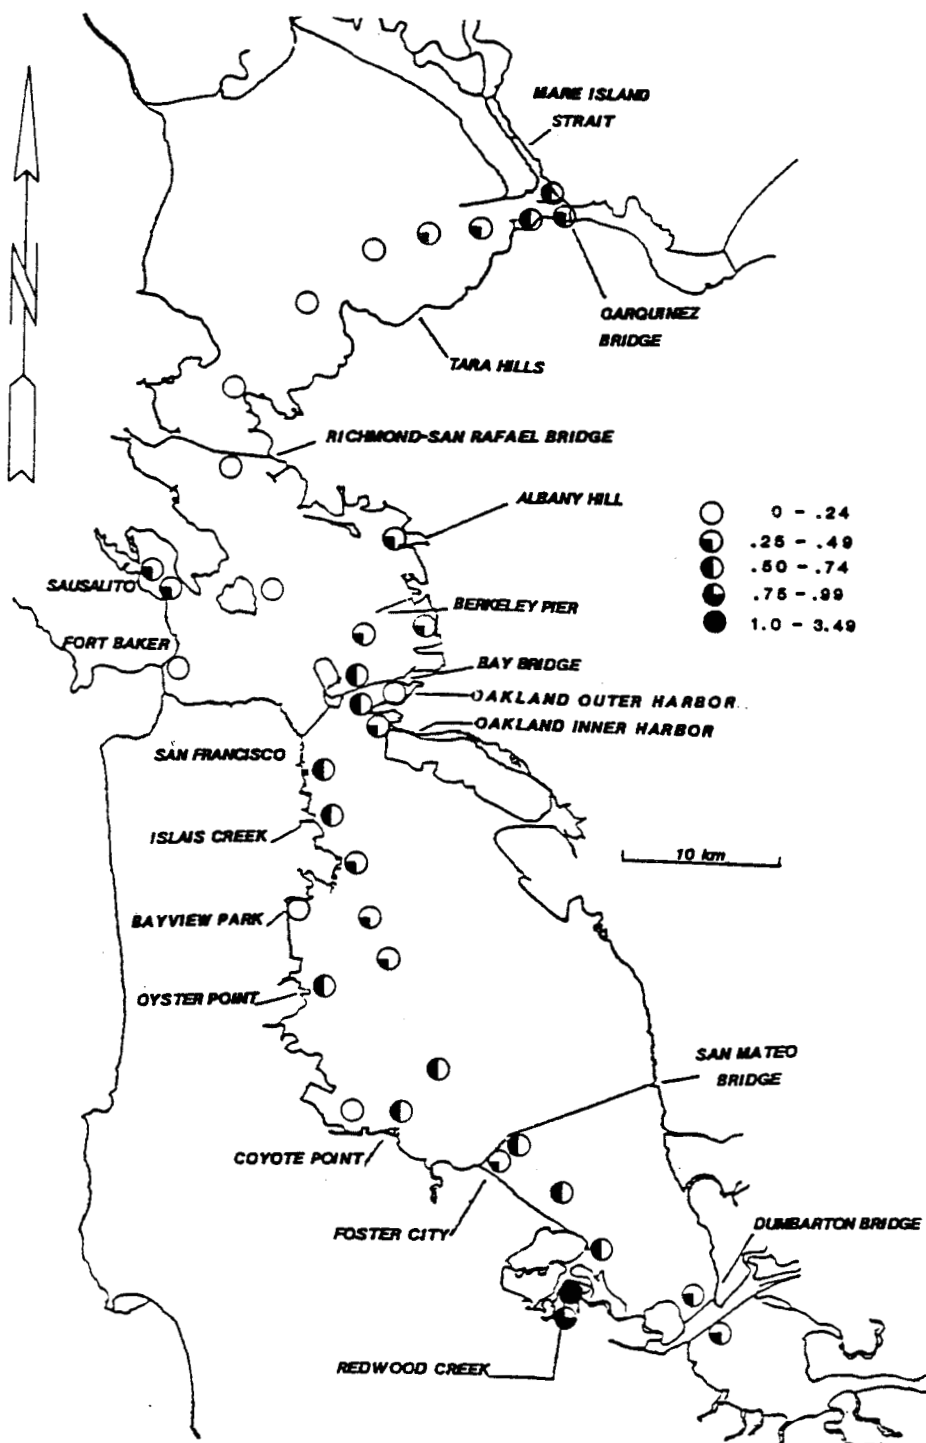 MARE ISLAND
STRAIT
CARQUINEZ
BRIDGE
TARA HILLS
RICHMOND-SAN RAFAEL BRIDGE
ALBANY HILL
0 - .24
.25 - .49
.50 - .74
.75 - .99
1.0 - 3.49
SAUSALITO
BERKELEY PIER
FORT BAKER
BAY BRIDGE
OAKLAND OUTER HARBOR
OAKLAND INNER HARBOR
SAN FRANCISCO
ISLAIS CREEK
10 km
BAYVIEW PARK
OYSTER POINT
SAN MATEO
BRIDGE
COYOTE POINT
FOSTER CITY
DUMBARTON BRIDGE
REDWOOD CREEK
N